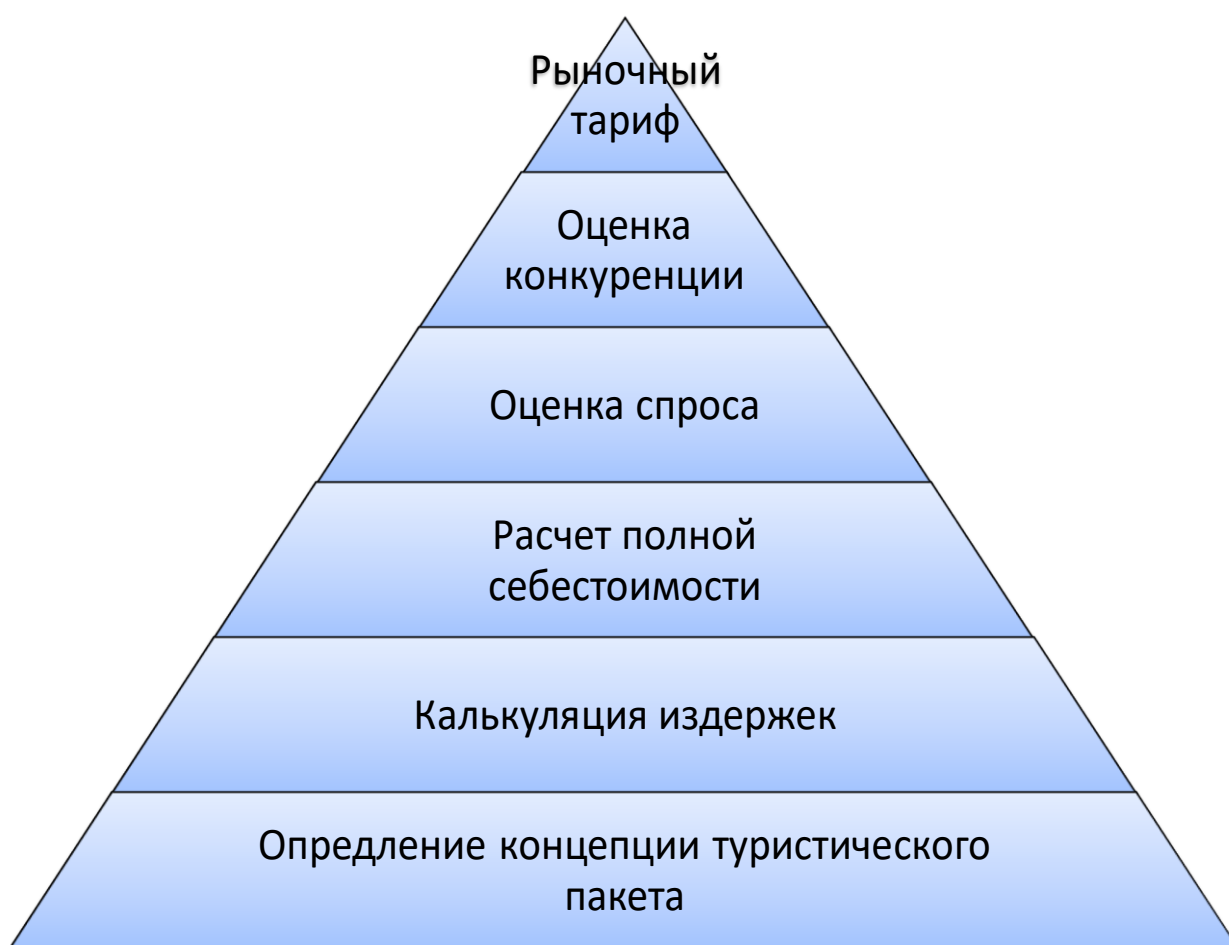 Рыночный
тариф
Оценка
конкуренции
Оценка спроса
Расчет полной
себестоимости
Калькуляция издержек
Опредление концепции туристического
пакета